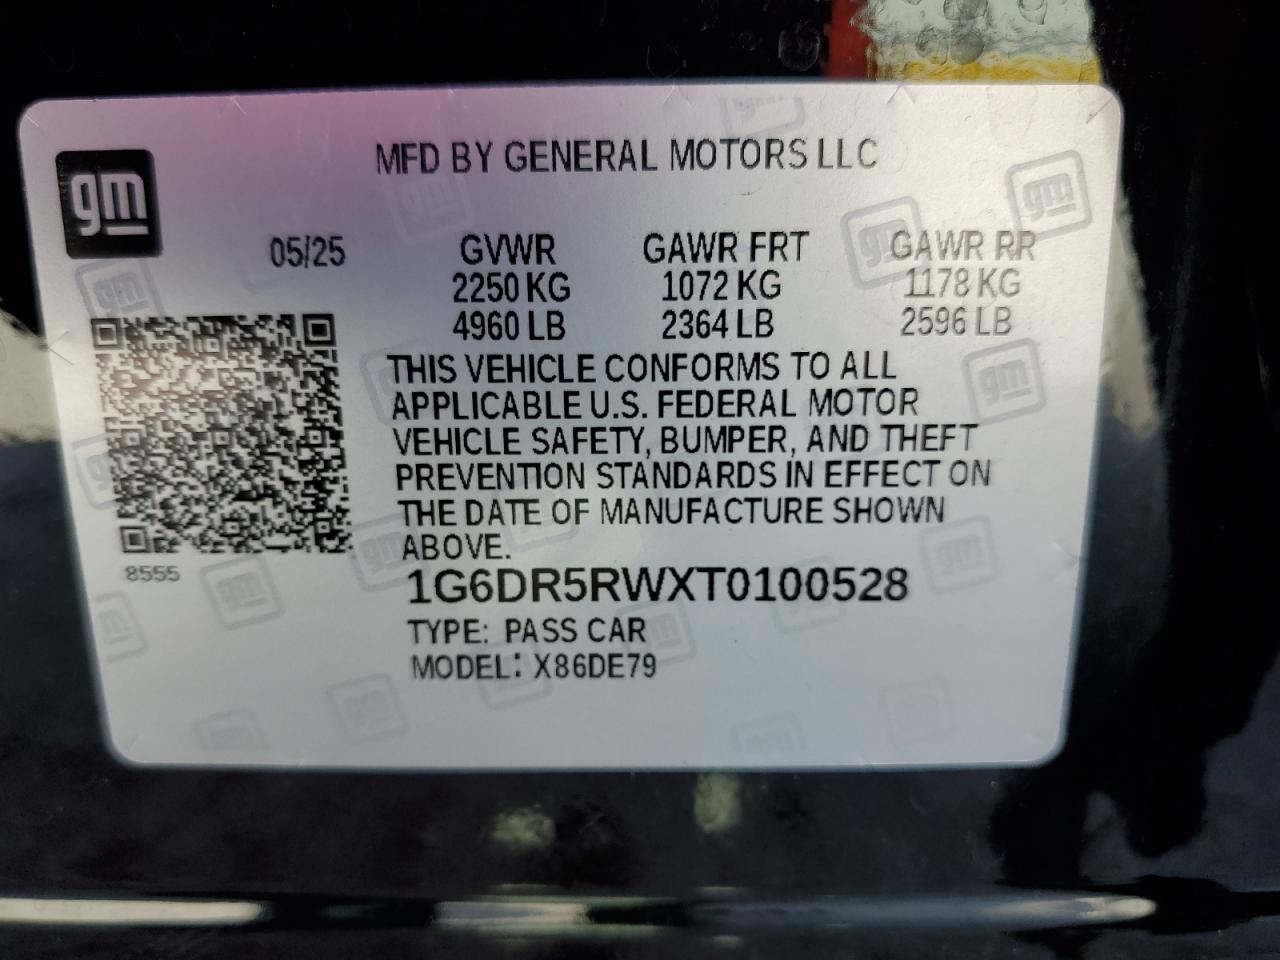 MFD BY GENERAL MOTORS LLC
gm
05/25 GVWR GAWR FRT GAWR RR
2250 KG 1072 KG 1178 KG
4960 LB 2364 LB 2596 LB
THIS VEHICLE CONFORMS TO ALL
APPLICABLE U.S. FEDERAL MOTOR
VEHICLE SAFETY, BUMPER, AND THEFT
PREVENTION STANDARDS IN EFFECT ON
THE DATE OF MANUFACTURE SHOWN
ABOVE.
8555
1G6DR5RWXT0100528
TYPE: PASS CAR
MODEL: X86DE79